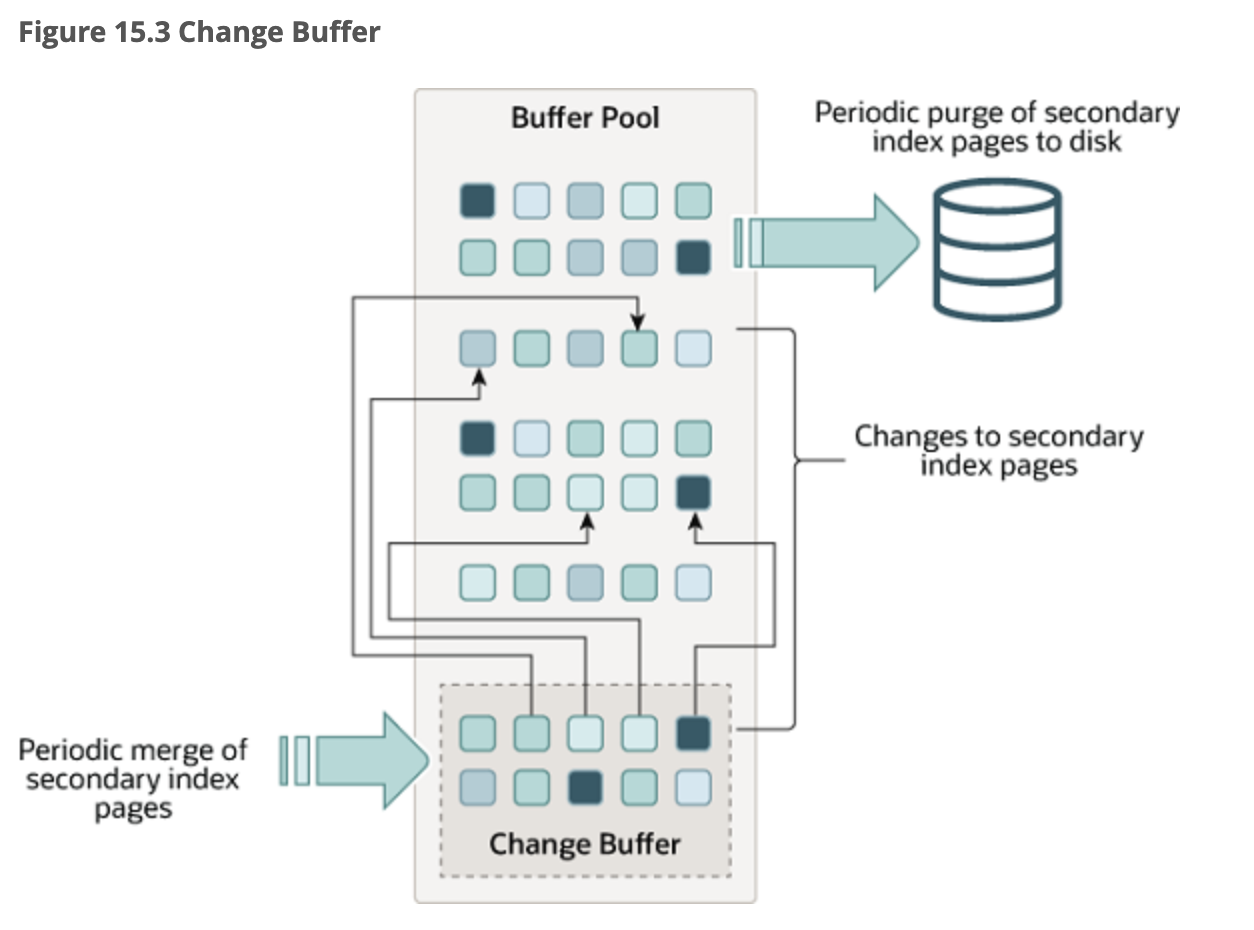 Figure 15.3 Change Buffer
Buffer Pool
Periodic purge of secondary
index pages to disk
Changes to secondary
index pages
Periodic merge of
secondary index
pages
Change Buffer